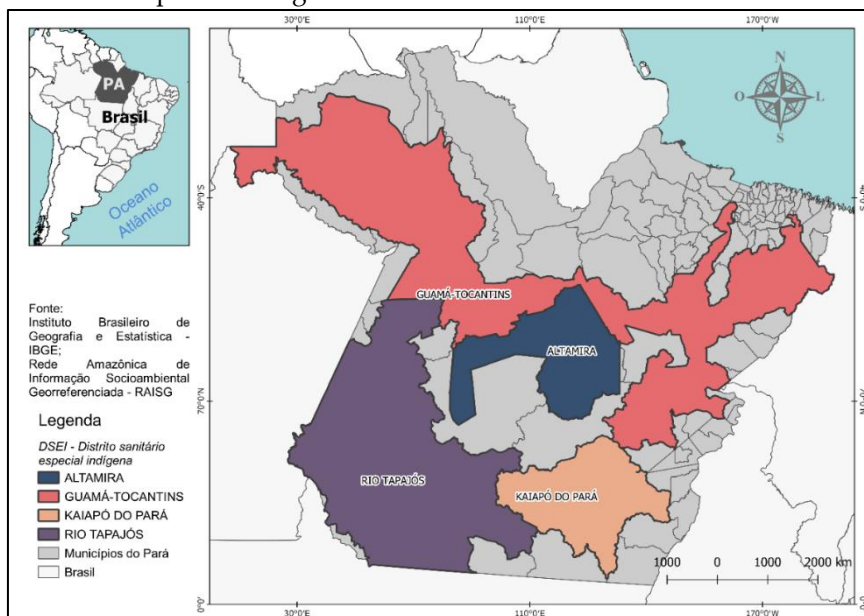 PA
Brasil
Oceano
Atlântico
Fonte:
Instituto Brasileiro de
Geografia e Estatística -
IBGE;
Rede Amazônica de
Informação Socioambiental
Georreferenciada - RAISG
Legenda
DSEI - Distrito sanitário
especial indígena
ALTAMIRA
GUAMÁ-TOCANTINS
KAIAPÓ DO PARÁ
RIO TAPAJÓS
Municípios do Pará
Brasil
30°0'E 110°0'E 170°0'W
N
O L
S
40°0'S
GUAMÁ-TOCANTINS
ALTAMIRA
70°0'N
RIO TAPAJÓS
KAIAPÓ DO PARÁ
1000 0 1000 2000 km
0°0'
30°0'E 110°0'E 170°0'W